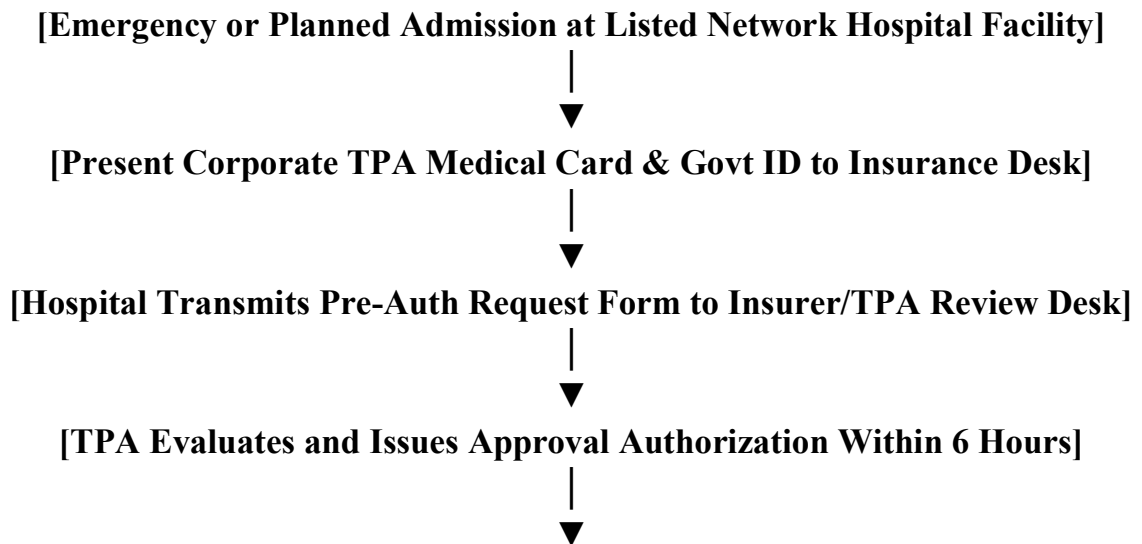 [Emergency or Planned Admission at Listed Network Hospital Facility]
[Present Corporate TPA Medical Card & Govt ID to Insurance Desk]
[Hospital Transmits Pre-Auth Request Form to Insurer/TPA Review Desk]
[TPA Evaluates and Issues Approval Authorization Within 6 Hours]